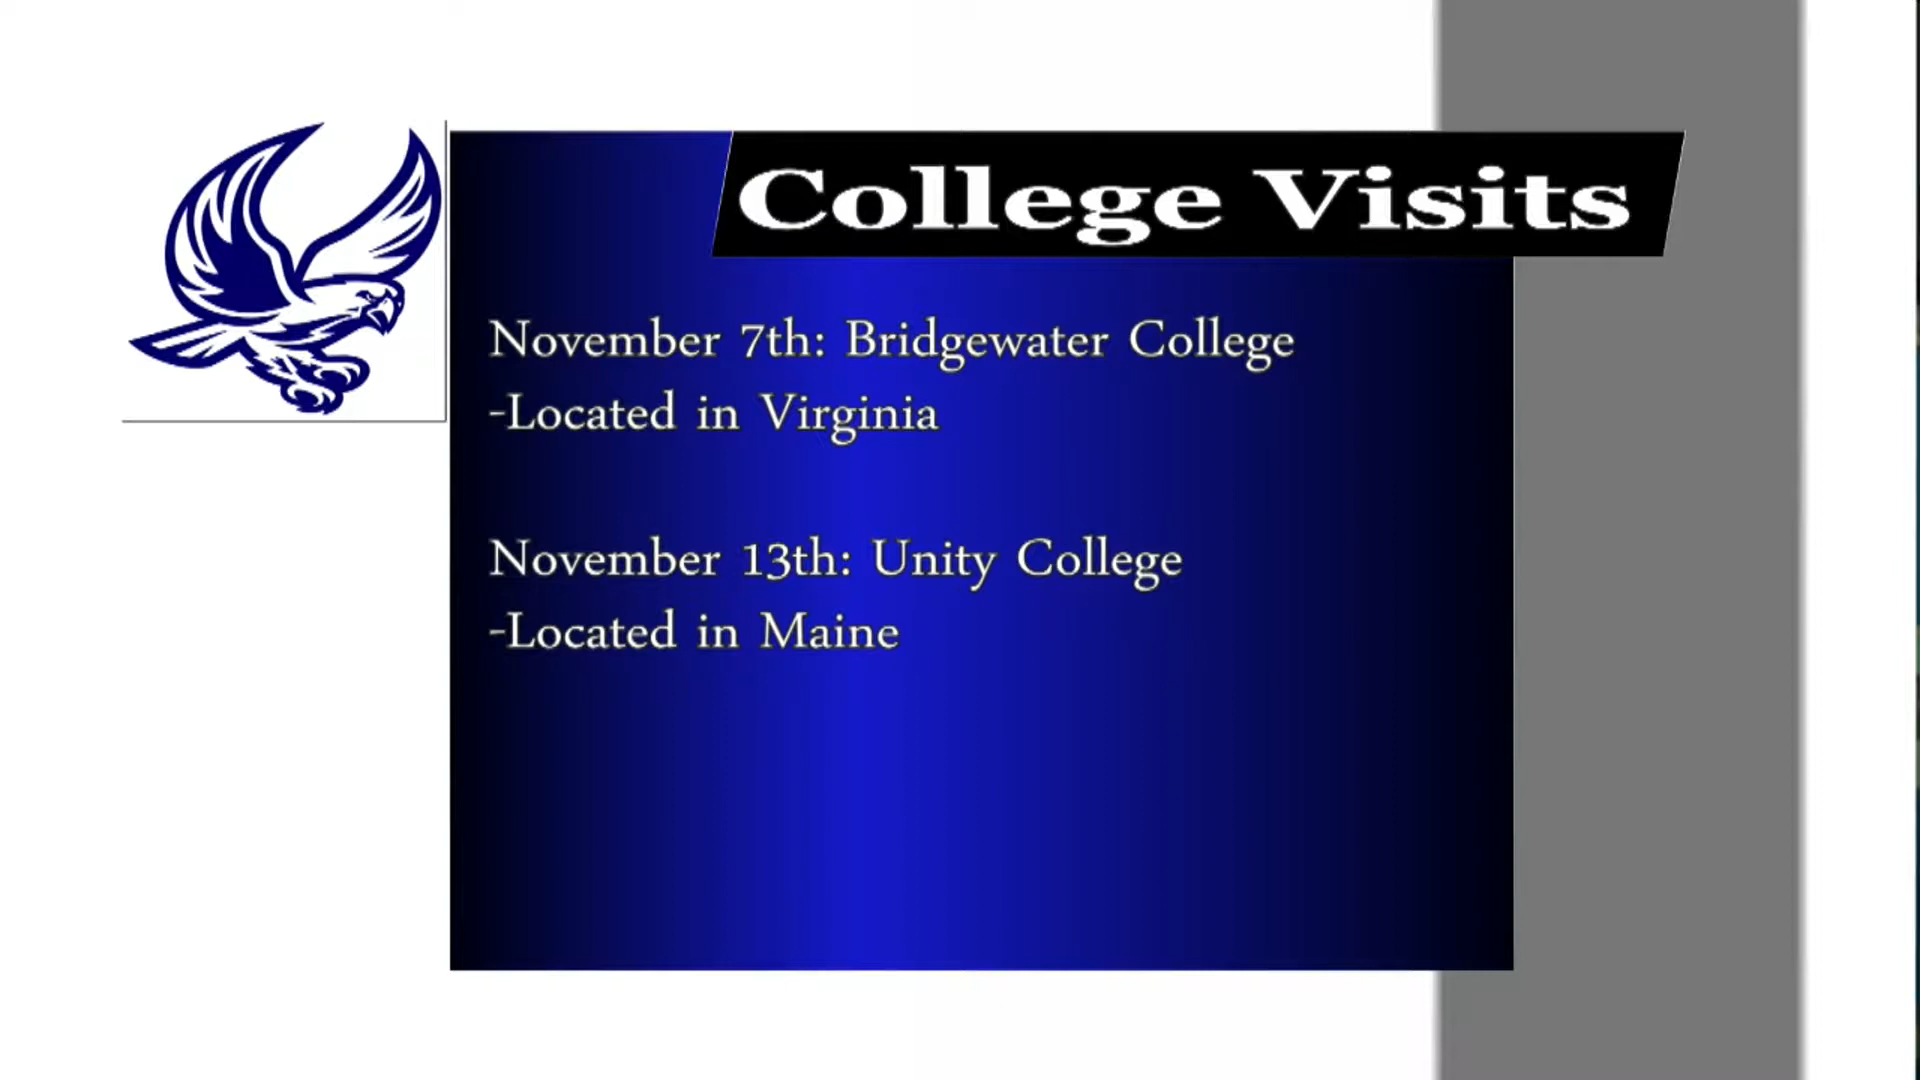 College Visits
November 7th: Bridgewater College
-Located in Virginia
November 13th: Unity College
-Located in Maine